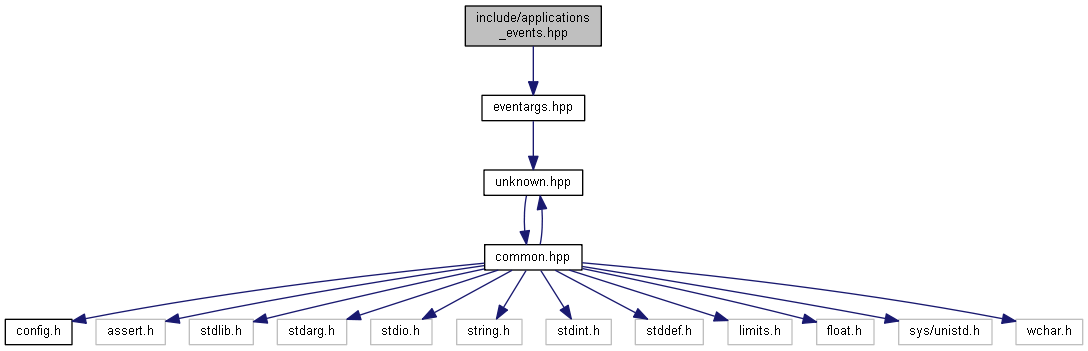 include/applications
_events.hpp
eventargs.hpp
unknown.hpp
common.hpp
config.h
assert.h
stdlib.h
stdarg.h
stdio.h
string.h
stdint.h
stddef.h
limits.h
float.h
sys/unistd.h
wchar.h